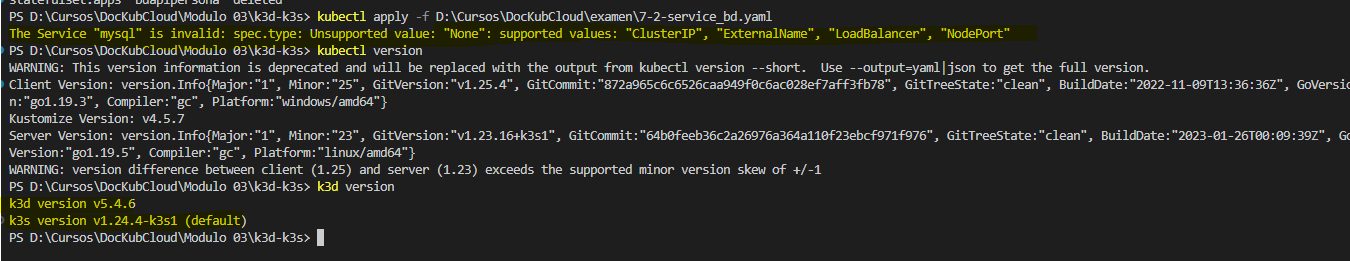 statefulset.apps "bdapipersona" deleted
PS D:\Cursos\DocKubCloud\Modulo 03\k3d-k3s> kubectl apply -f D:\Cursos\DocKubCloud\examen\7-2-service_bd.yaml
The Service "mysql" is invalid: spec.type: Unsupported value: "None": supported values: "ClusterIP", "ExternalName", "LoadBalancer", "NodePort"
PS D:\Cursos\DocKubCloud\Modulo 03\k3d-k3s> kubectl version
WARNING: This version information is deprecated and will be replaced with the output from kubectl version --short.  Use --output=yaml|json to get the full version.
Client Version: version.Info{Major:"1", Minor:"25", GitVersion:"v1.25.4", GitCommit:"872a965c6c6526caa949f0c6ac028ef7aff3fb78", GitTreeState:"clean", BuildDate:"2022-11-09T13:36:36Z", GoVersio
n:"go1.19.3", Compiler:"gc", Platform:"windows/amd64"}
Kustomize Version: v4.5.7
Server Version: version.Info{Major:"1", Minor:"23", GitVersion:"v1.23.16+k3s1", GitCommit:"64b0feeb36c2a26976a364a110f23ebcf971f976", GitTreeState:"clean", BuildDate:"2023-01-26T00:09:39Z", Go
Version:"go1.19.5", Compiler:"gc", Platform:"linux/amd64"}
WARNING: version difference between client (1.25) and server (1.23) exceeds the supported minor version skew of +/-1
PS D:\Cursos\DocKubCloud\Modulo 03\k3d-k3s> k3d version
k3d version v5.4.6
k3s version v1.24.4-k3s1 (default)
PS D:\Cursos\DocKubCloud\Modulo 03\k3d-k3s>